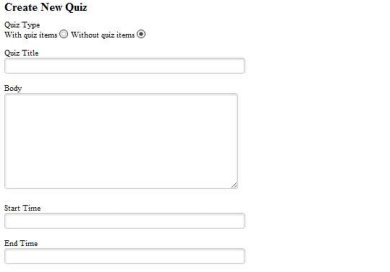 Create New Quiz
Quiz Type
With quiz items Without quiz items
Quiz Title
Body
Start Time
End Time